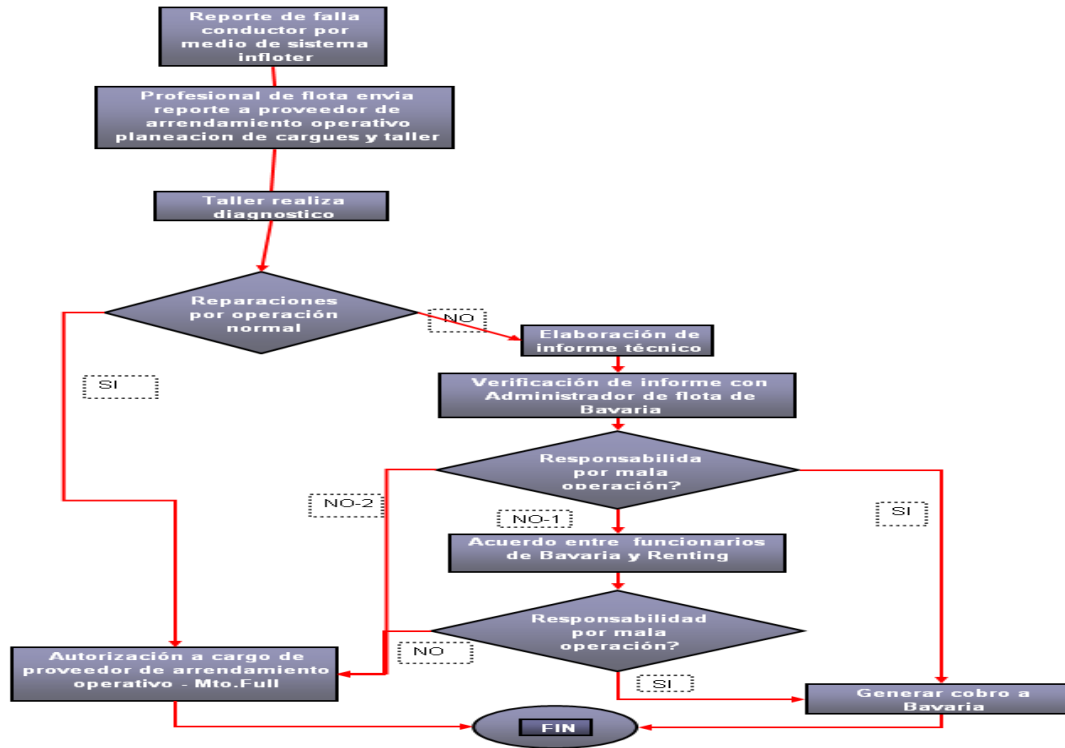 Reporte de falla
conductor por
medio de sistema
infloter
Profesional de flota envia
reporte a proveedor de
arrendamiento operativo
planeacion de cargues y taller
Taller realiza
diagnostico
Reparaciones
por operación
normal
NO
SI
Elaboración de
informe técnico
Verificación de informe con
Administrador de flota de
Bavaria
Responsabilida
por mala
operación?
NO-2
NO-1
SI
Acuerdo entre funcionarios
de Bavaria y Renting
Responsabilidad
por mala
operación?
NO
SI
Autorización a cargo de
proveedor de arrendamiento
operativo - Mto.Full
Generar cobro a
Bavaria
FIN